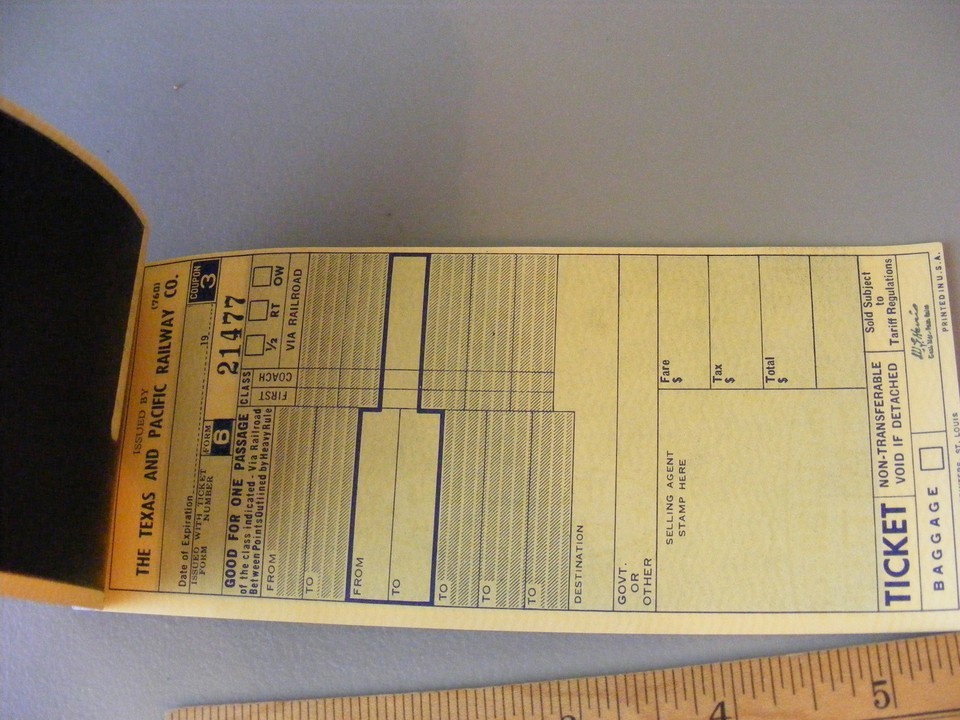 ISSUED BY (760)
THE TEXAS AND PACIFIC RAILWAY CO.
Date of Expiration 19
COUPON 3
ISSUED WITH TICKET
FORM NUMBER
FORM 6
21477
GOOD FOR ONE PASSAGE
of the class indicated - Via Railroad
Between Points Outlined by Heavy Rule
CLASS
½ RT OW
FROM
FIRST COACH
VIA RAILROAD
TO
FROM
TO
TO
TO
TO
DESTINATION
GOVT.
OR
OTHER
SELLING AGENT
STAMP HERE
Fare
$
Tax
$
Total
$
TICKET
NON-TRANSFERABLE
VOID IF DETACHED
Sold Subject
to
Tariff Regulations
BAGGAGE
PRINTED IN U.S.A.
ST. LOUIS
4
5